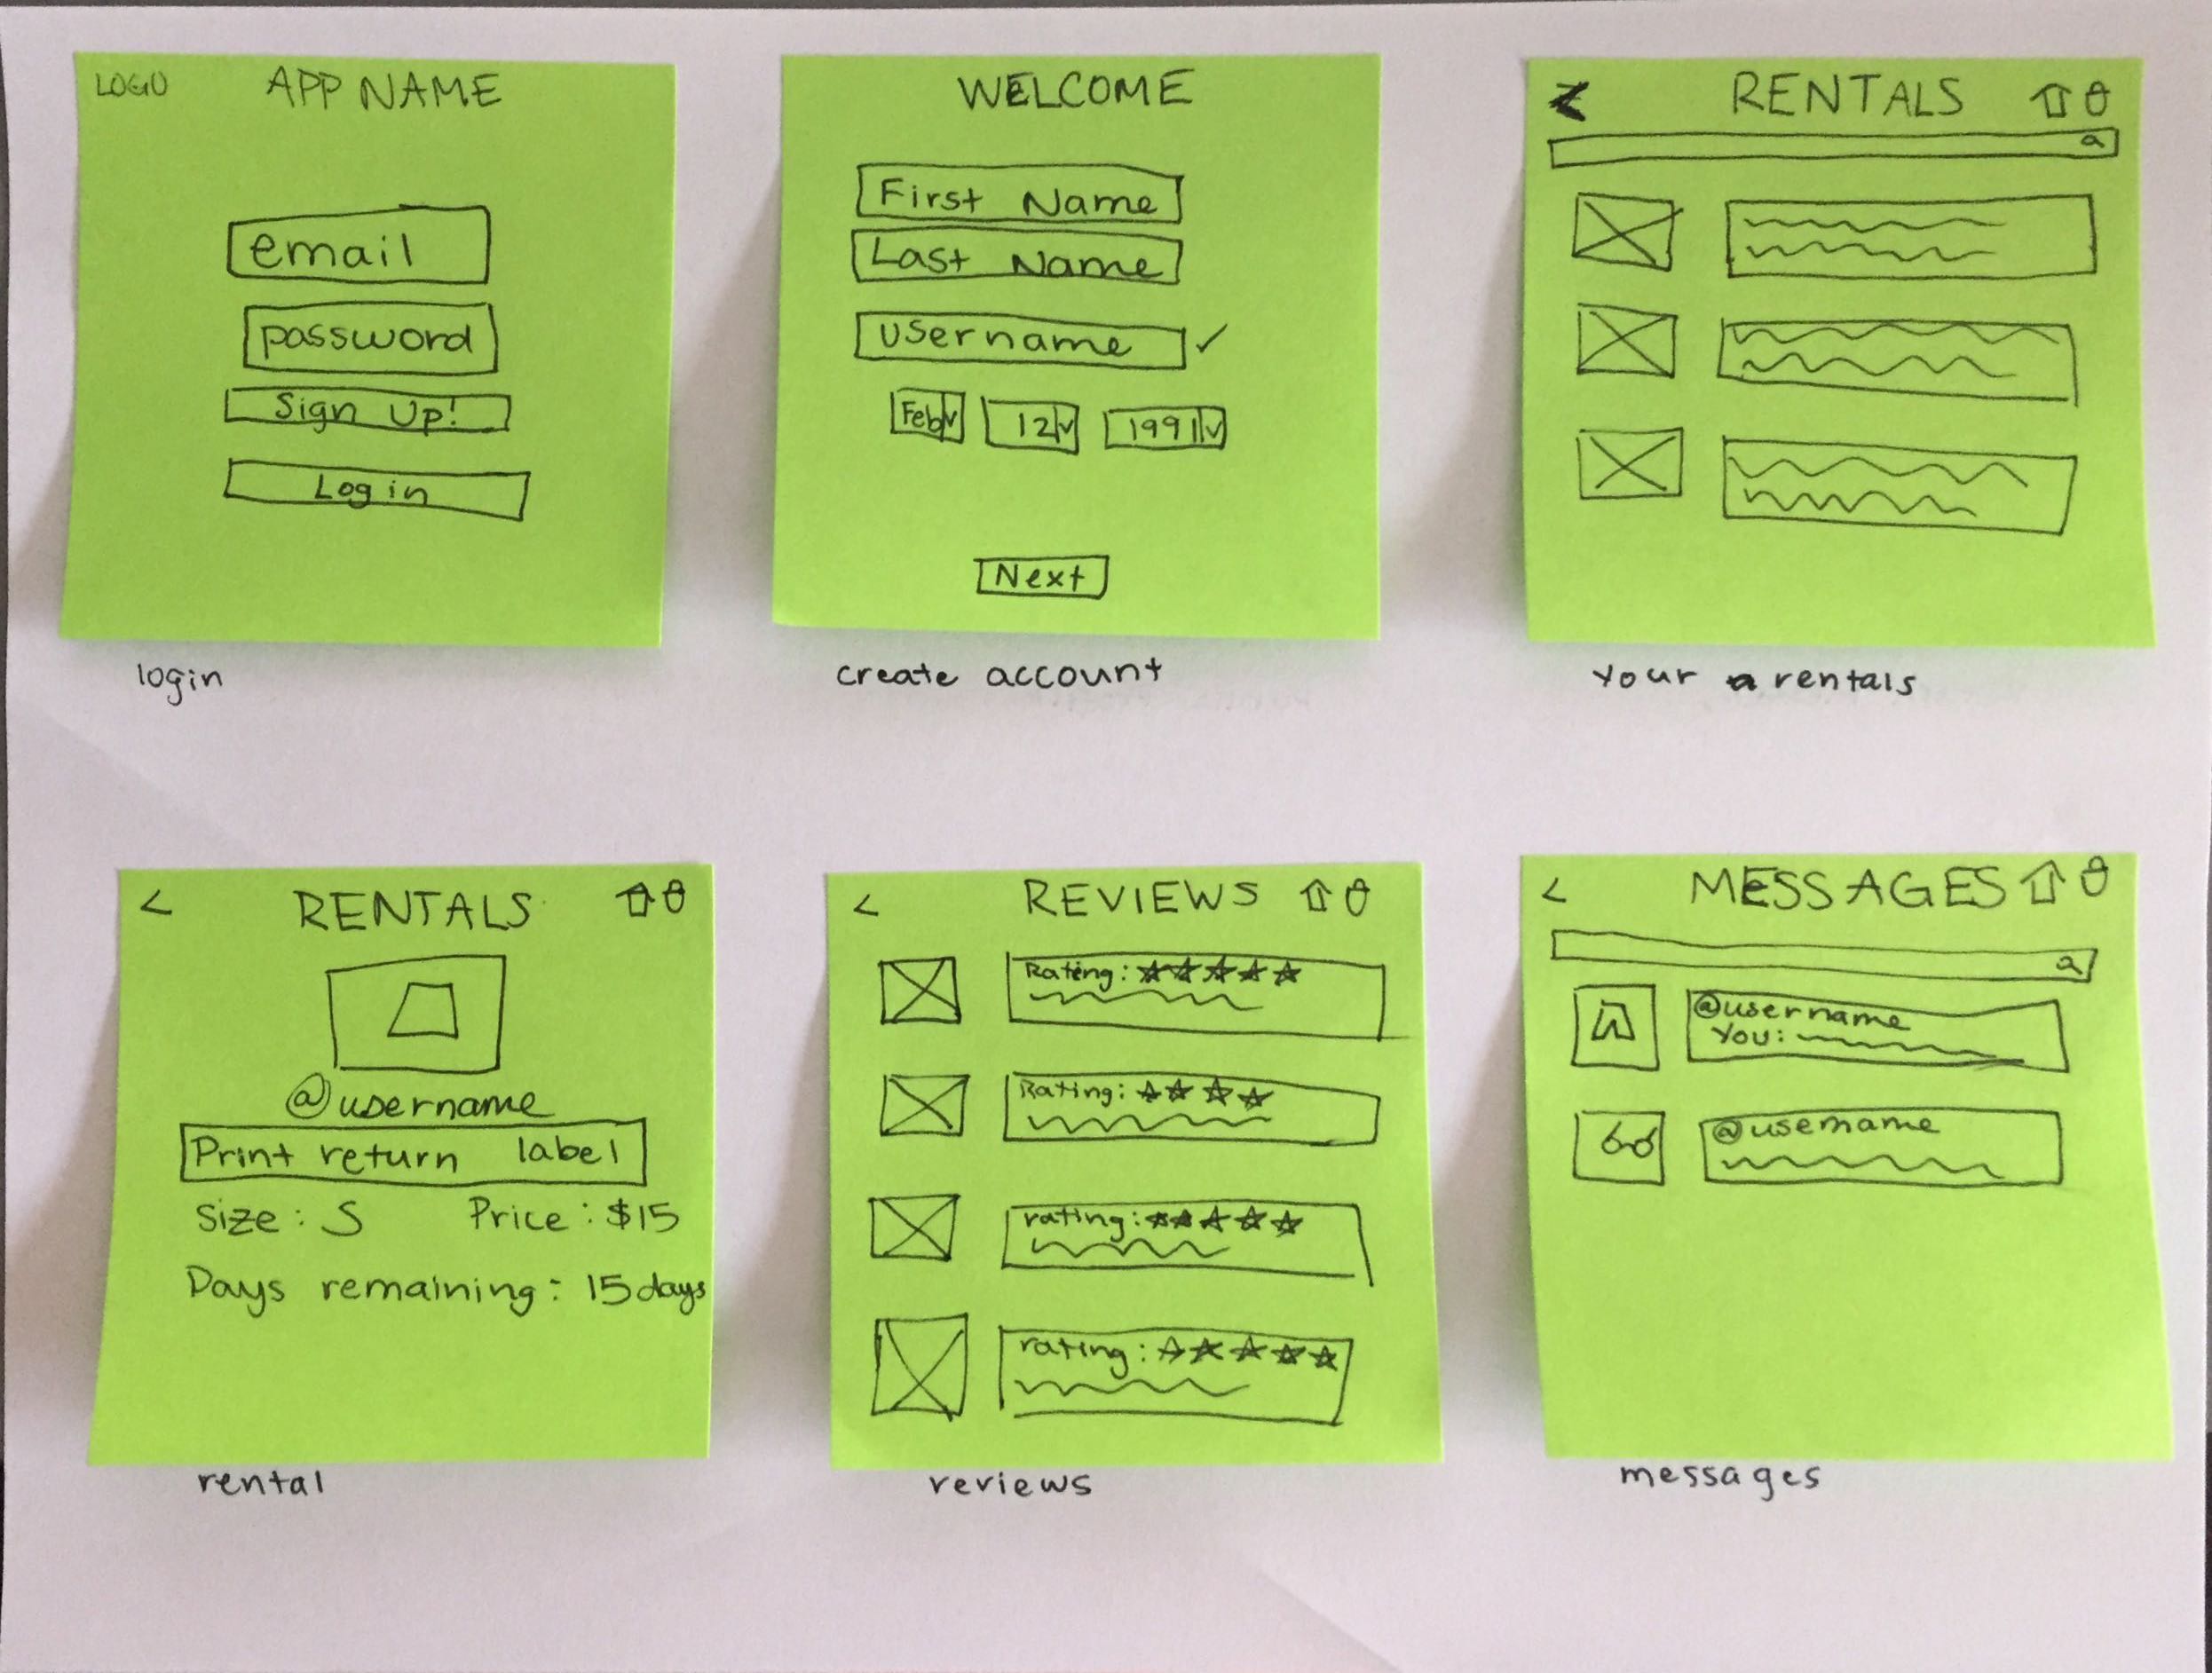 LOGO APP NAME
email
password
Sign Up!
Login
login
WELCOME
First Name
Last Name
username
Feb 12 1991
Next
create account
RENTALS
your rentals
< RENTALS
@username
Print return label
Size: S Price: $15
Days remaining: 15 days
rental
< REVIEWS
Rating:
Rating:
rating:
rating:
reviews
< MESSAGES
@username
You:
@username
messages